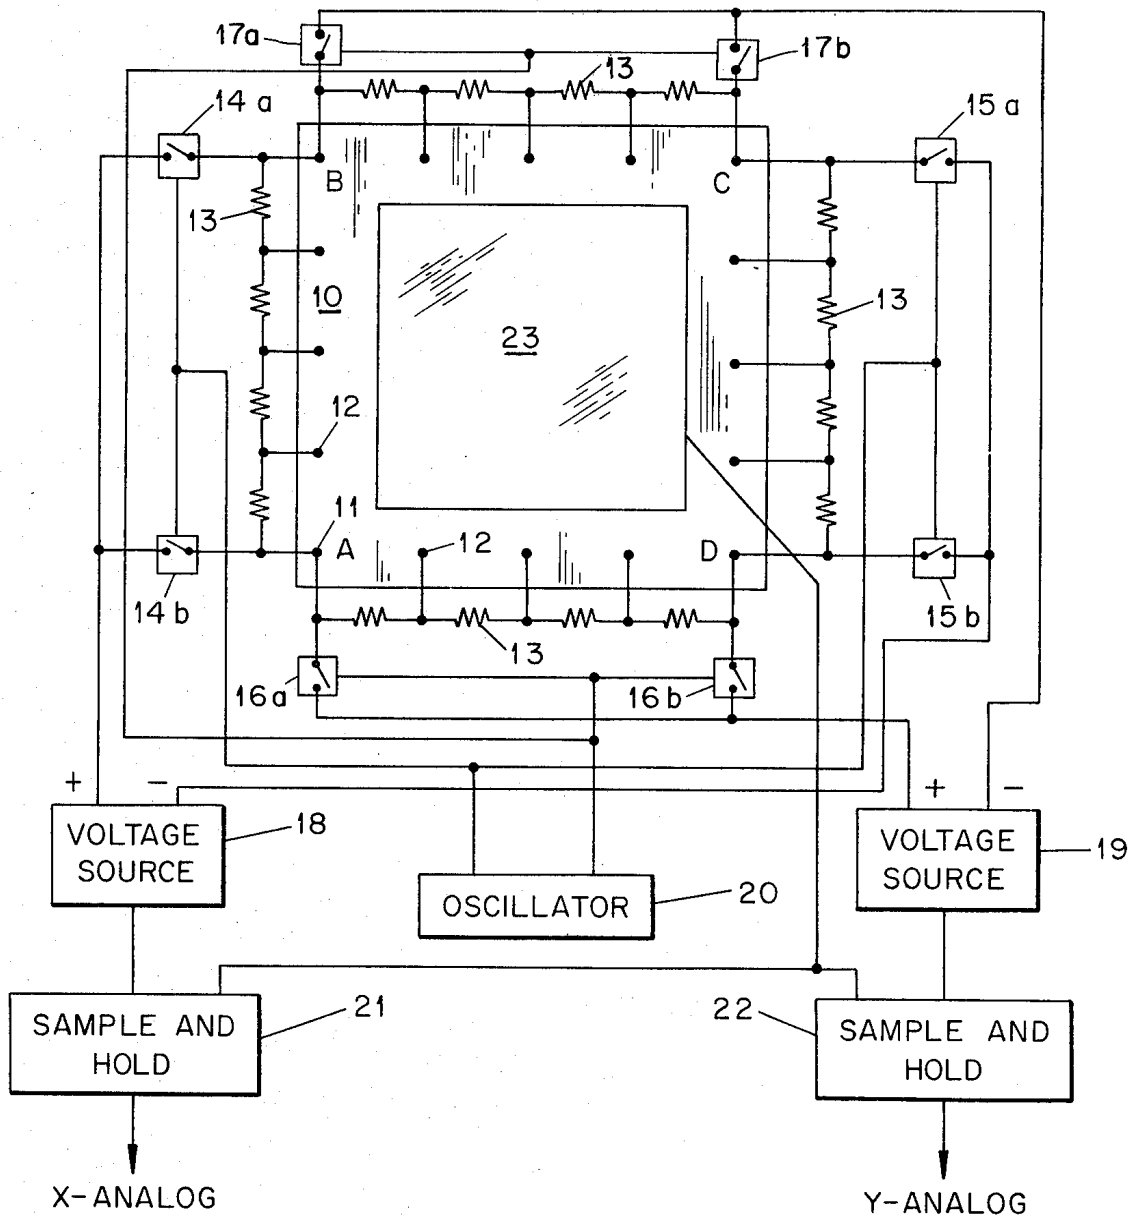 17a
17b
13
14 a
15 a
B
C
13
10
13
23
12
11
A
12
D
14 b
15 b
13
16 a
16 b
+
−
+
−
VOLTAGE
SOURCE
18
VOLTAGE
SOURCE
19
OSCILLATOR
20
SAMPLE AND
HOLD
21
22
SAMPLE AND
HOLD
X-ANALOG
Y-ANALOG